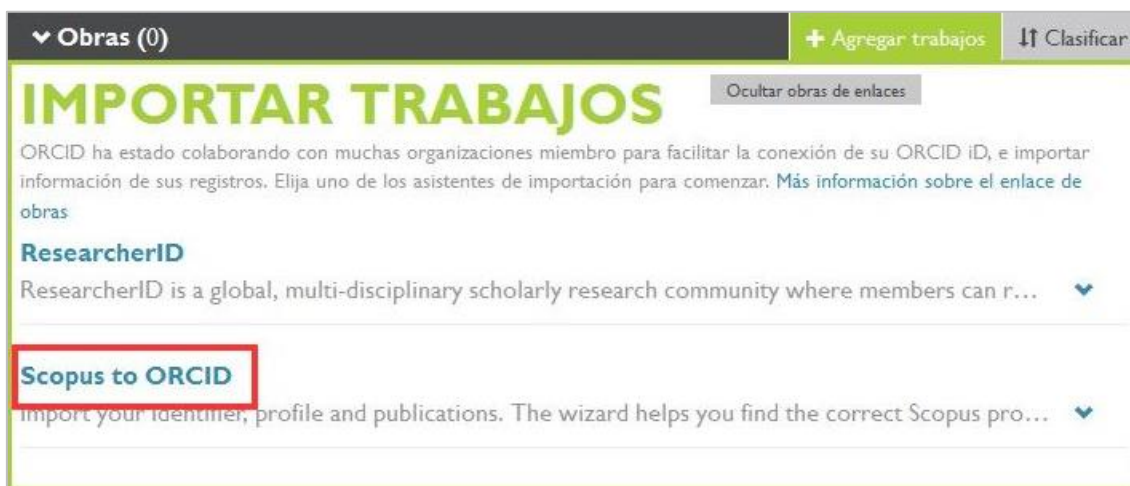 Obras (0)
+ Agregar trabajos
Clasificar
IMPORTAR TRABAJOS
Ocultar obras de enlaces
ORCID ha estado colaborando con muchas organizaciones miembro para facilitar la conexión de su ORCID iD, e importar
información de sus registros. Elija uno de los asistentes de importación para comenzar. Más información sobre el enlace de
obras
ResearcherID
ResearcherID is a global, multi-disciplinary scholarly research community where members can r...
Scopus to ORCID
Import your identifier, profile and publications. The wizard helps you find the correct Scopus pro...